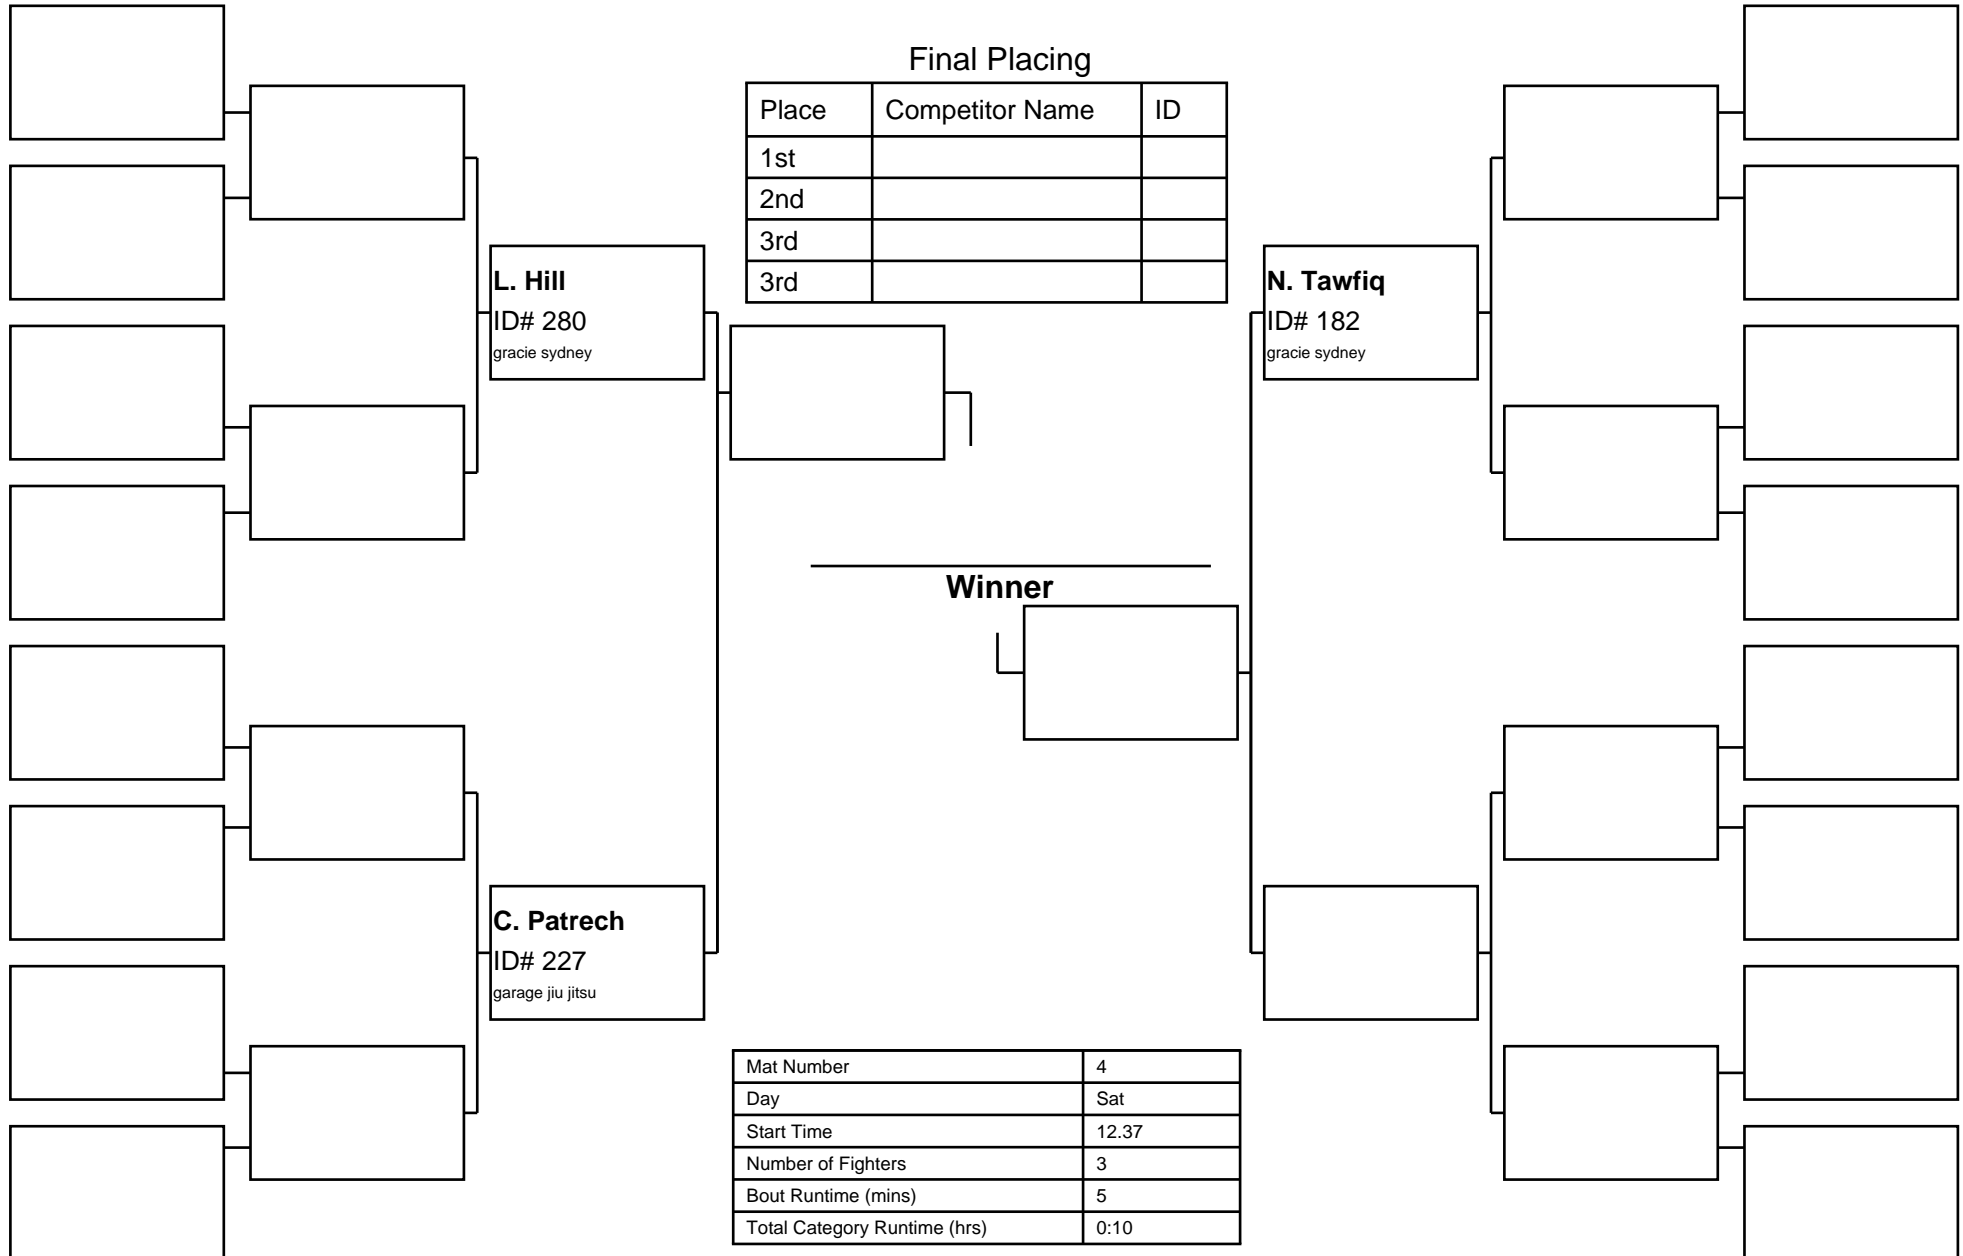 Final Placing
Place Competitor Name ID
1st
2nd
3rd
3rd
L. Hill
ID# 280
gracie sydney
N. Tawfiq
ID# 182
gracie sydney
Winner
C. Patrech
ID# 227
garage jiu jitsu
Mat Number 4
Day Sat
Start Time 12.37
Number of Fighters 3
Bout Runtime (mins) 5
Total Category Runtime (hrs) 0:10